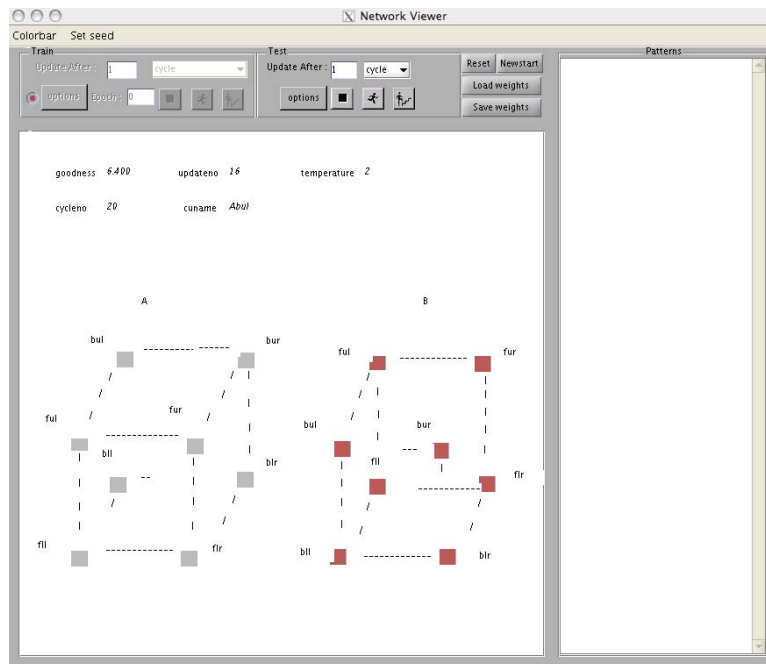 X Network Viewer
Colorbar Set seed
Train Test Patterns
Update After : 1 cycle Update After : 1 cycle Reset Newstart
options Epochs: 0 options Load weights
Save weights
goodness 6.400 updateno 16 temperature 2
cycleno 20 cuname Abul
A B
bul bur ful fur
ful fur bul bur
bll blr fll flr
fll flr bll blr